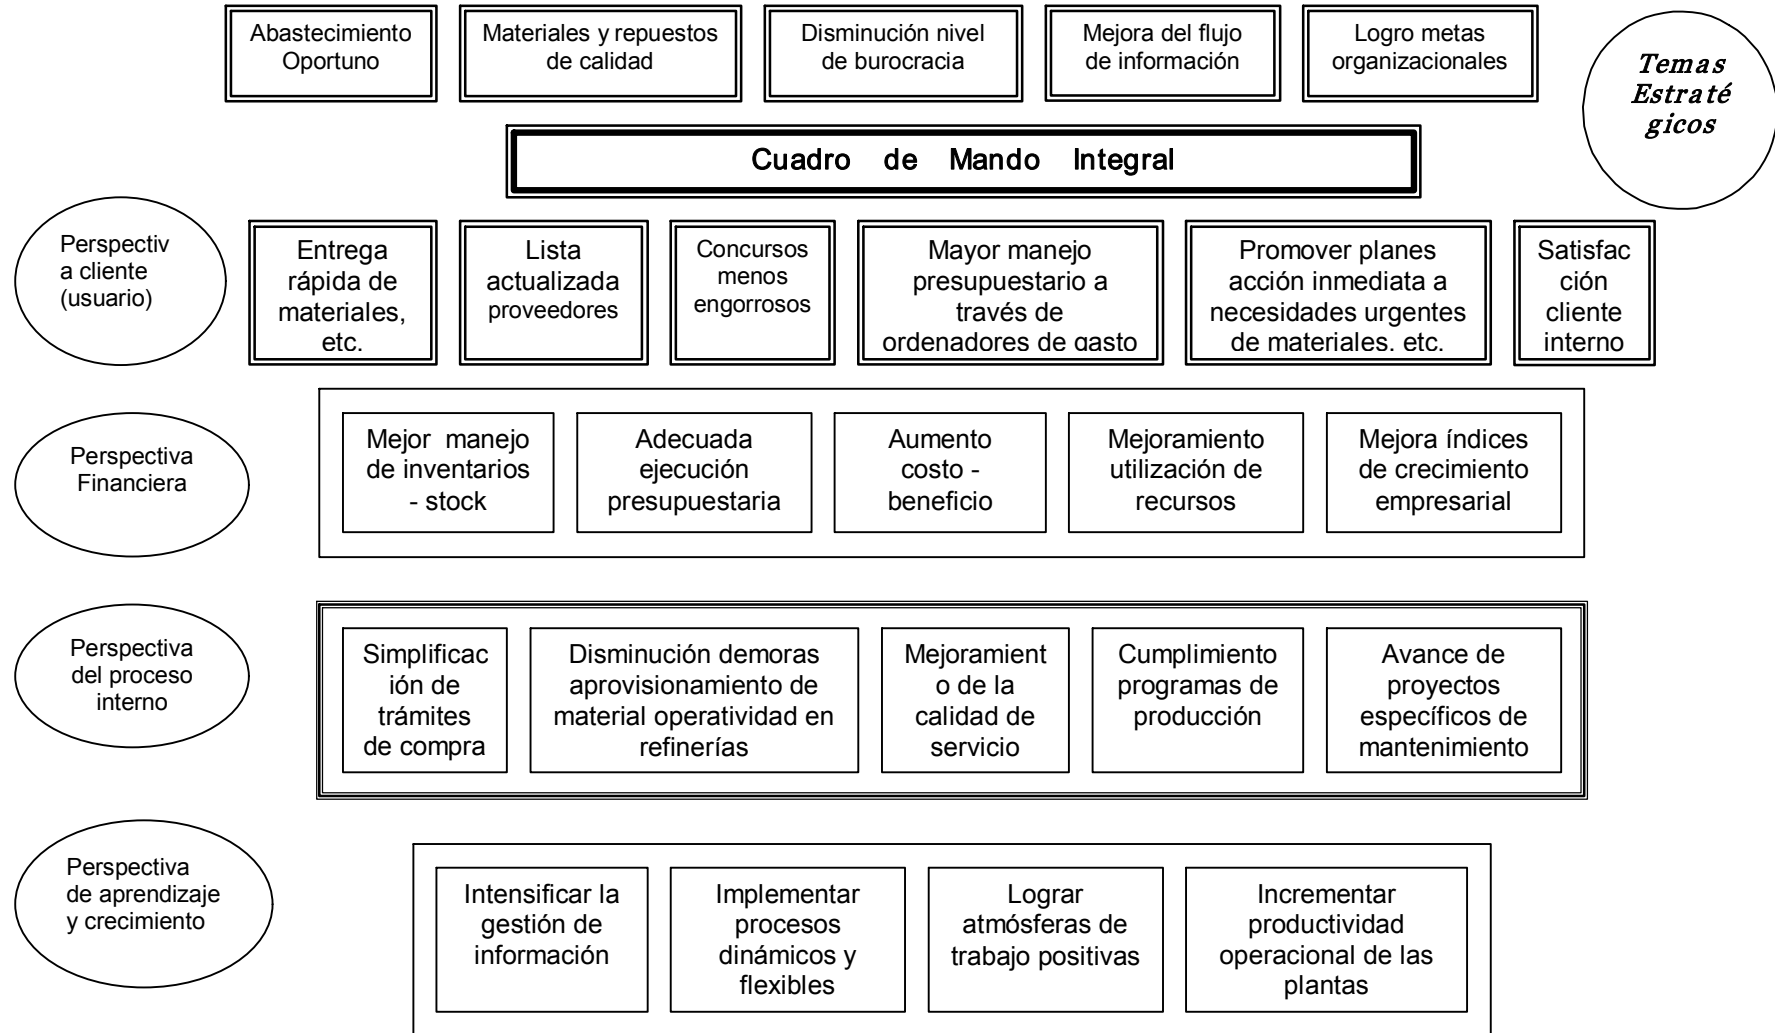 Abastecimiento
Oportuno
Materiales y repuestos
de calidad
Disminución nivel
de burocracia
Mejora del flujo
de información
Logro metas
organizacionales
Temas
Estraté
gicos
Cuadro de Mando Integral
Perspectiv
a cliente
(usuario)
Entrega
rápida de
materiales,
etc.
Lista
actualizada
proveedores
Concursos
menos
engorrosos
Mayor manejo
presupuestario a
través de
ordenadores de gasto
Promover planes
acción inmediata a
necesidades urgentes
de materiales, etc.
Satisfac
ción
cliente
interno
Perspectiva
Financiera
Mejor manejo
de inventarios
- stock
Adecuada
ejecución
presupuestaria
Aumento
costo -
beneficio
Mejoramiento
utilización de
recursos
Mejora índices
de crecimiento
empresarial
Perspectiva
del proceso
interno
Simplificac
ión de
trámites
de compra
Disminución demoras
aprovisionamiento de
material operatividad en
refinerías
Mejoramient
o de la
calidad de
servicio
Cumplimiento
programas de
producción
Avance de
proyectos
específicos de
mantenimiento
Perspectiva
de aprendizaje
y crecimiento
Intensificar la
gestión de
información
Implementar
procesos
dinámicos y
flexibles
Lograr
atmósferas de
trabajo positivas
Incrementar
productividad
operacional de las
plantas